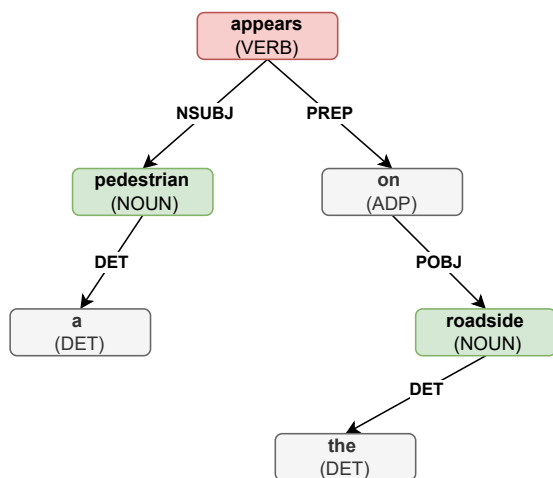 appears
(VERB)
NSUBJ
PREP
pedestrian
(NOUN)
on
(ADP)
DET
POBJ
a
(DET)
roadside
(NOUN)
DET
the
(DET)